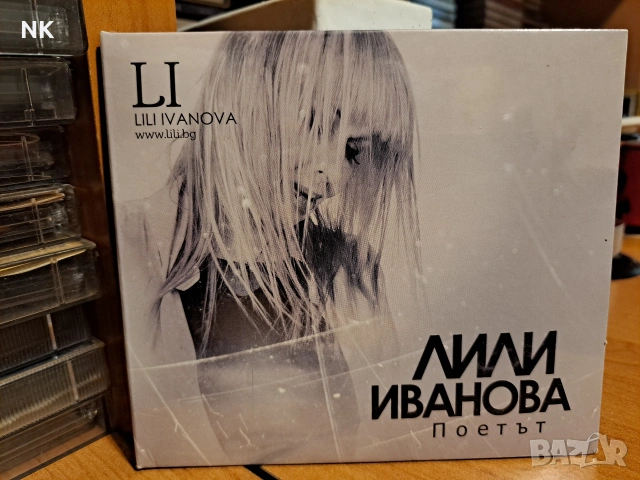 NK
LI
LILI IVANOVA
www.lili.bg
ЛИЛИ
ИВАНОВА
Поетът
BAZAR